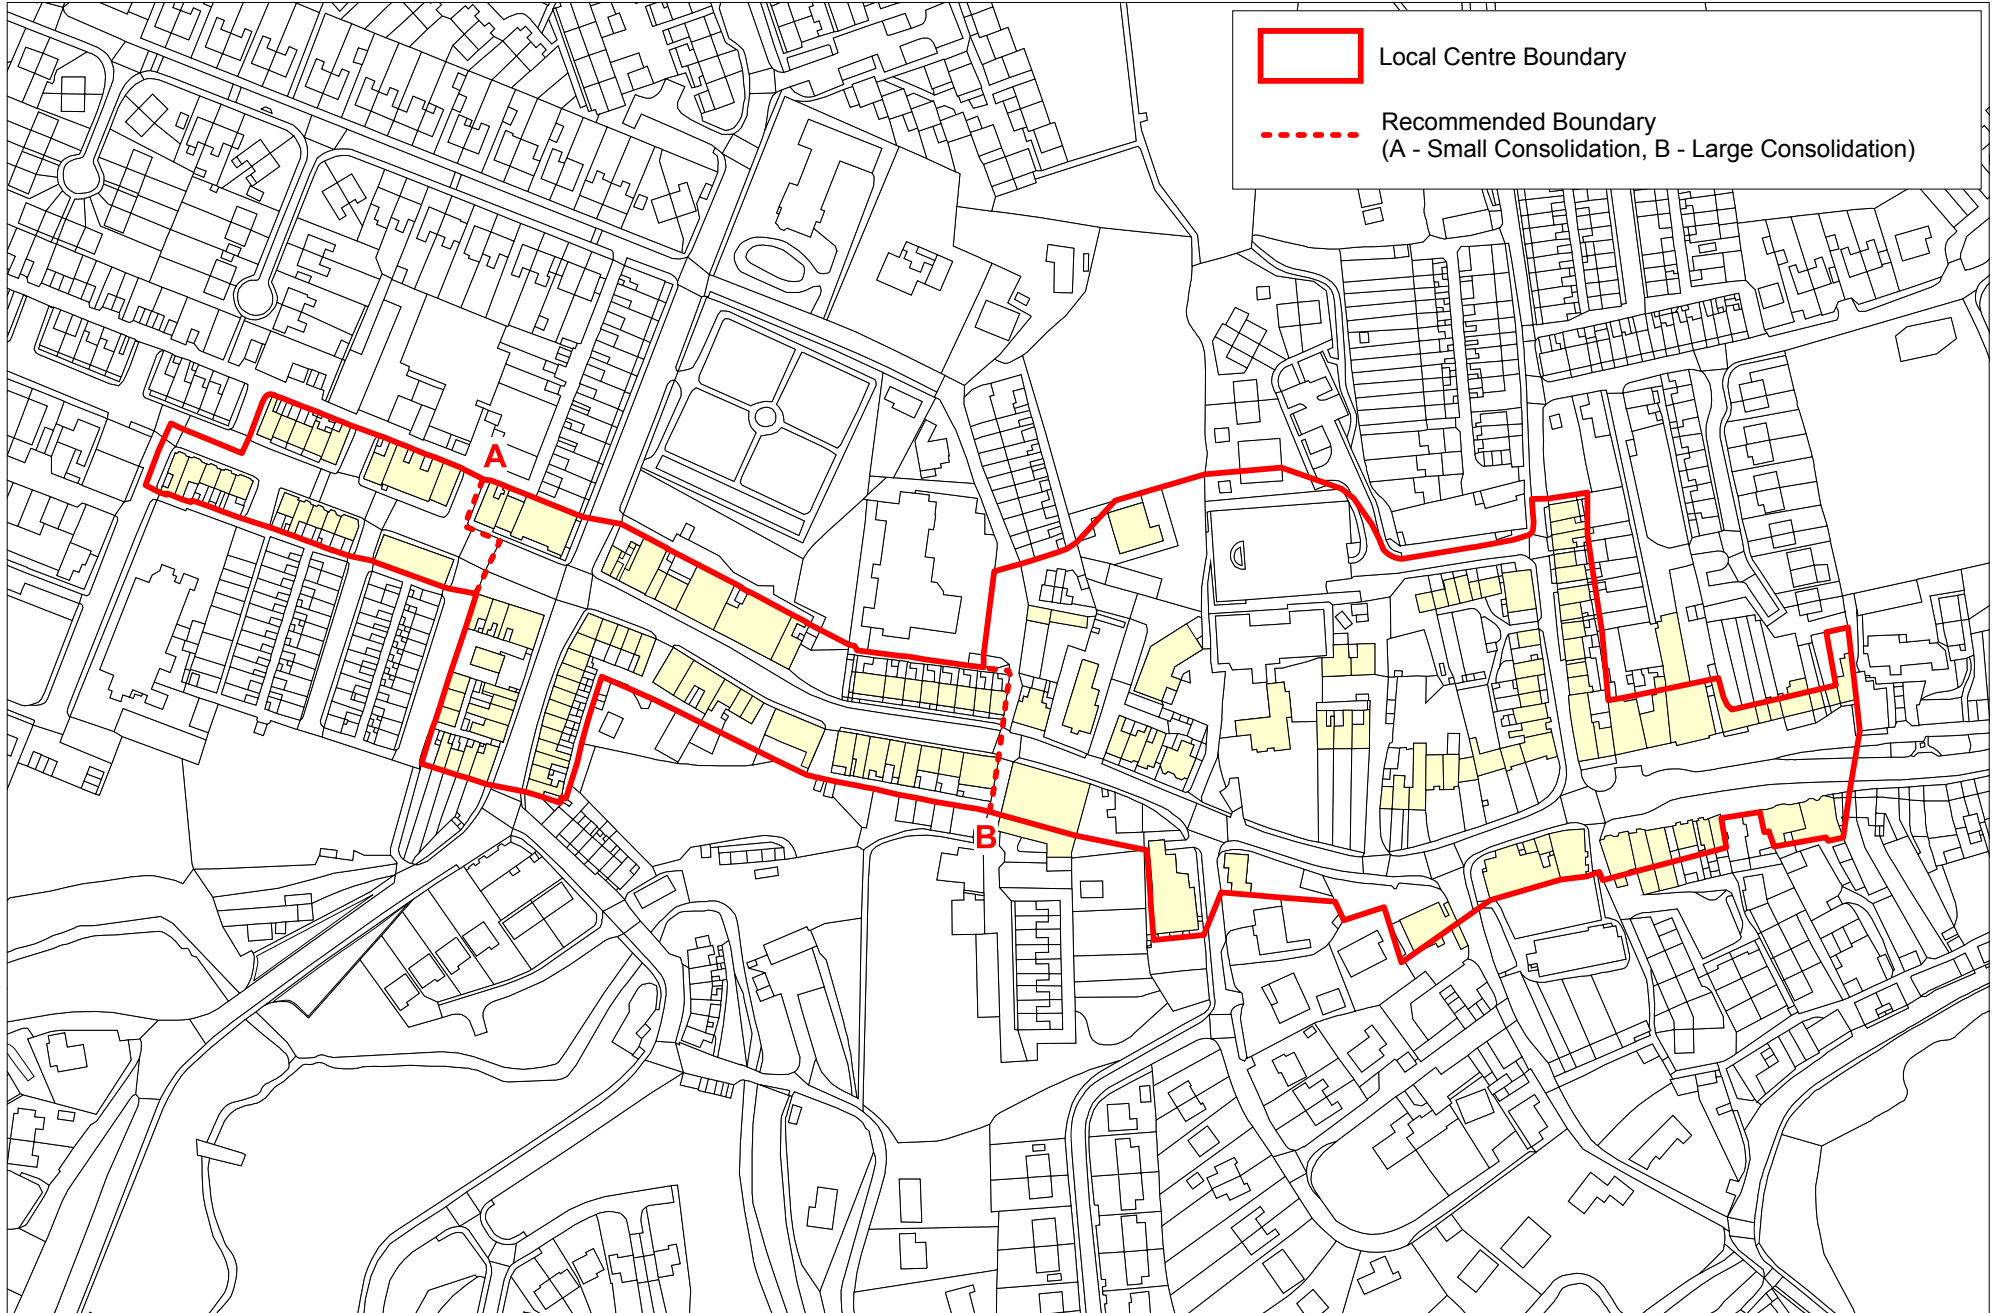 Local Centre Boundary
Recommended Boundary
(A - Small Consolidation, B - Large Consolidation)
A
B